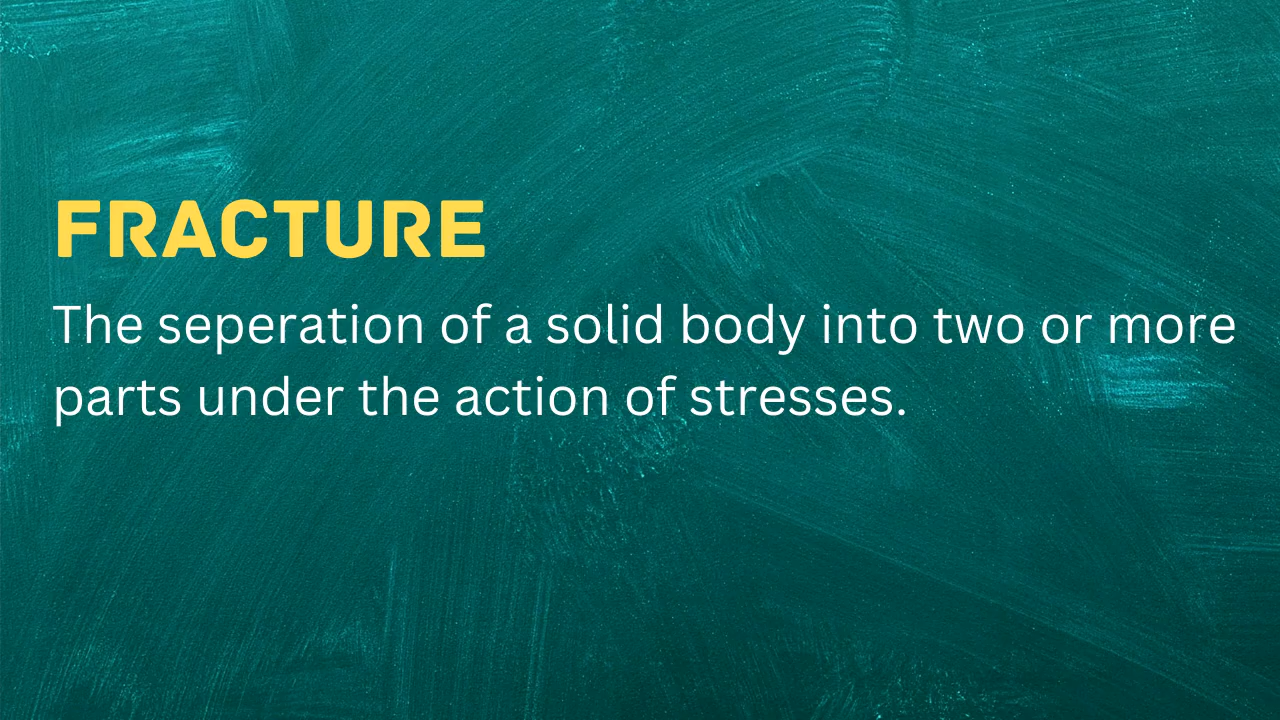 FRACTURE
The seperation of a solid body into two or more
parts under the action of stresses.